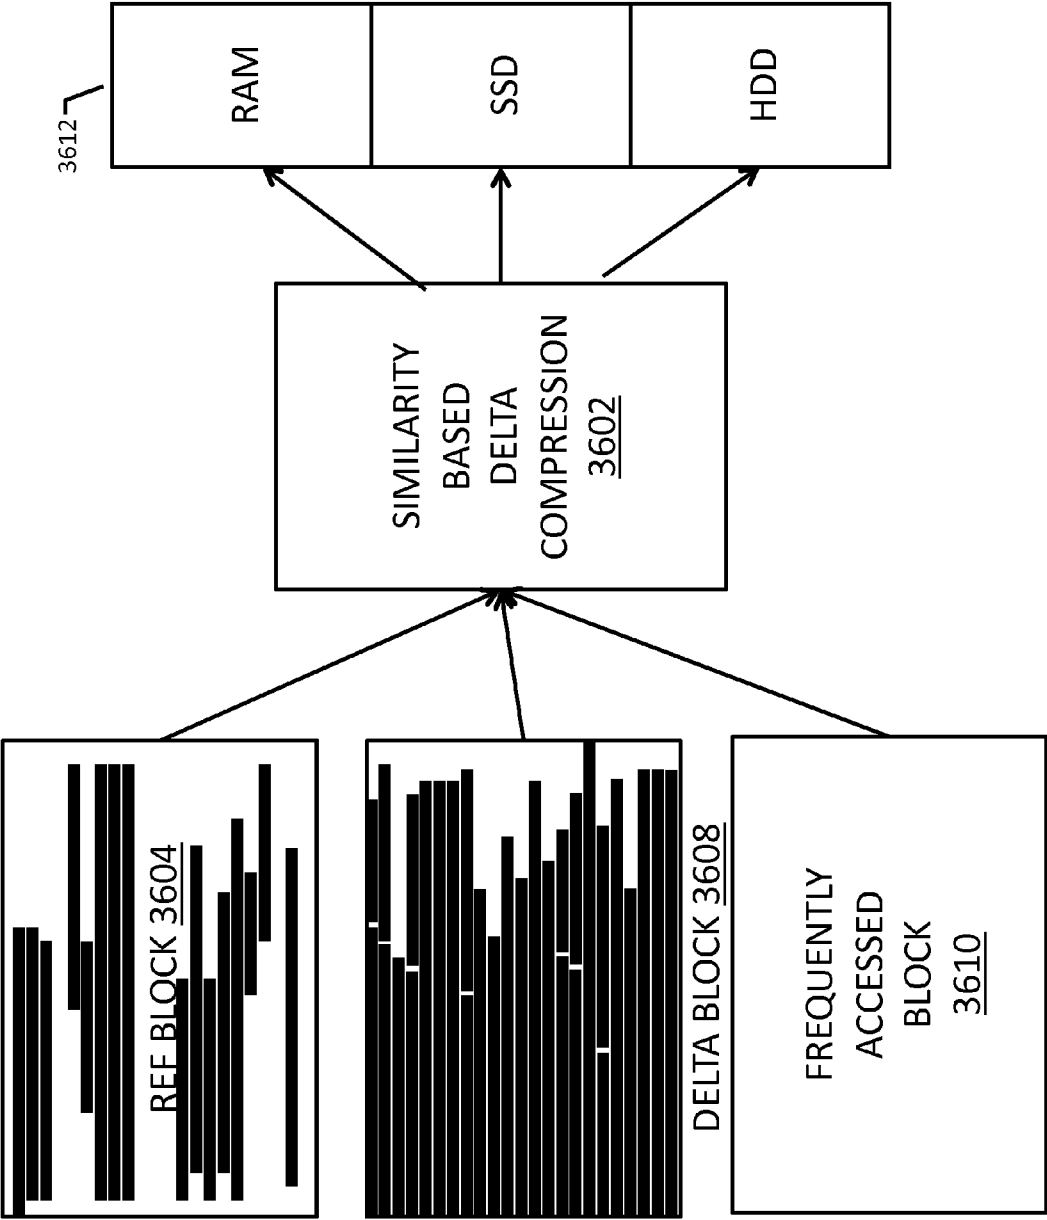 REF BLOCK 3604
DELTA BLOCK 3608
FREQUENTLY
ACCESSED
BLOCK
3610
SIMILARITY
BASED
DELTA
COMPRESSION
3602
3612
RAM
SSD
HDD